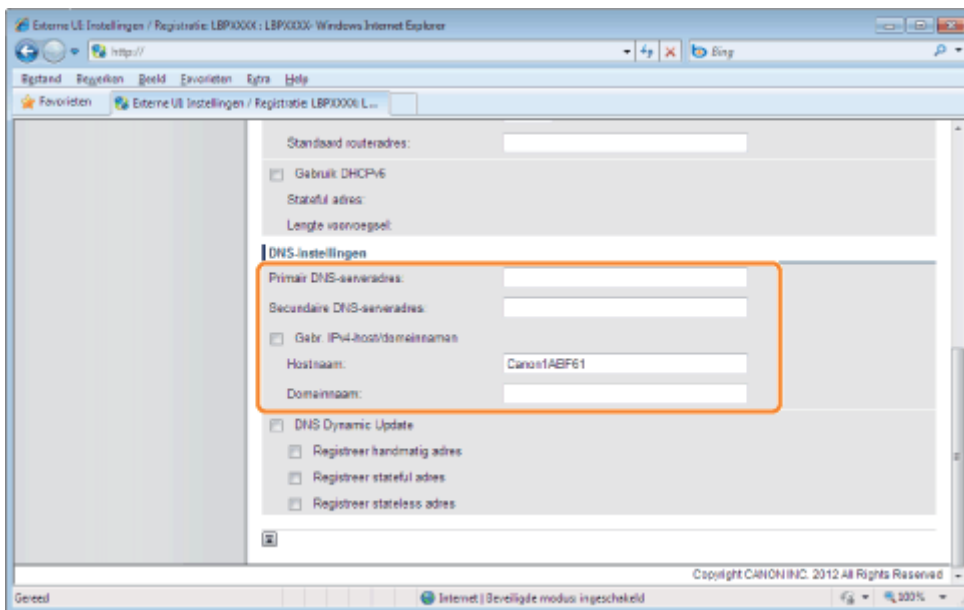 Externe UI: Instellingen / Registratie: LBPXXXX : LBPXXXX- Windows Internet Explorer
http://
Bing
Bestand Bewerken Beeld Favorieten Extra Help
Favorieten Externe UI: Instellingen / Registratie: LBPXXXX: L...
Standaard routeradres:
Gebruik DHCPv6
Stateful adres:
Lengte voorvoegsel:
DNS-instellingen
Primair DNS-serveradres:
Secundaire DNS-serveradres:
Gebr. IPv4-host/domeinnamen
Hostnaam: Canon1ABF61
Domeinnaam:
DNS Dynamic Update
Registreer handmatig adres
Registreer stateful adres
Registreer stateless adres
Copyright CANON INC. 2012 All Rights Reserved
Gereed Internet | Beveiligde modus: ingeschakeld 100%